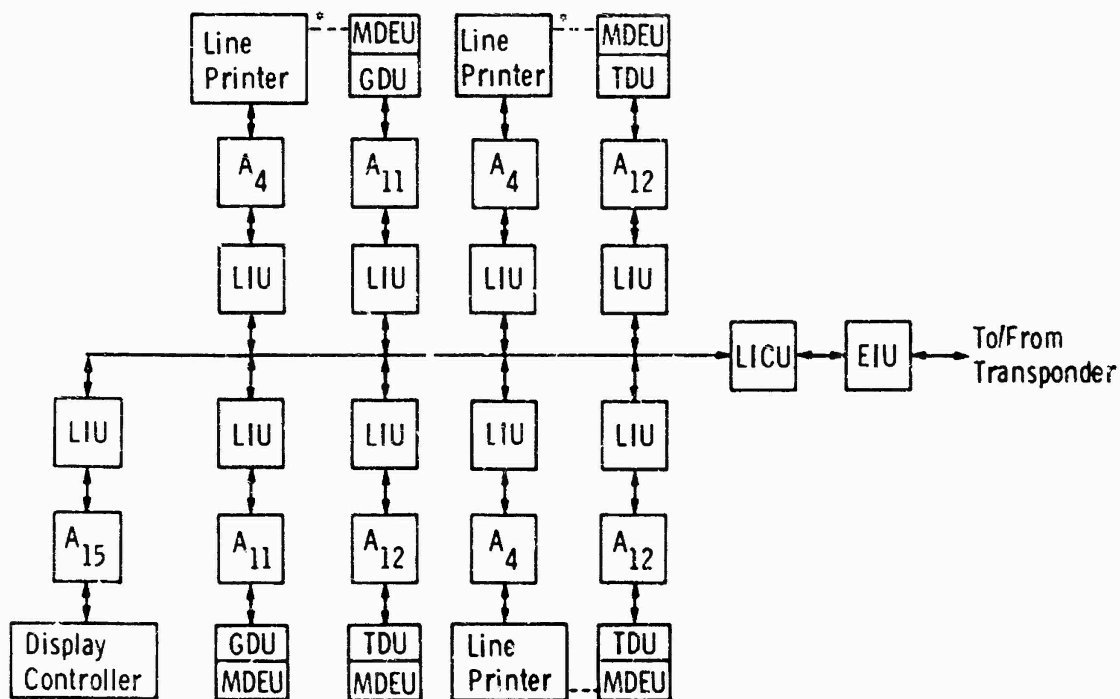 Line Printer
*
MDEU
GDU
Line Printer
*
MDEU
TDU
A4
A11
A4
A12
LIU
LIU
LIU
LIU
LICU
EIU
To/From Transponder
LIU
LIU
LIU
LIU
LIU
A15
A11
A12
A4
A12
Display Controller
GDU
MDEU
TDU
MDEU
Line Printer
TDU
MDEU